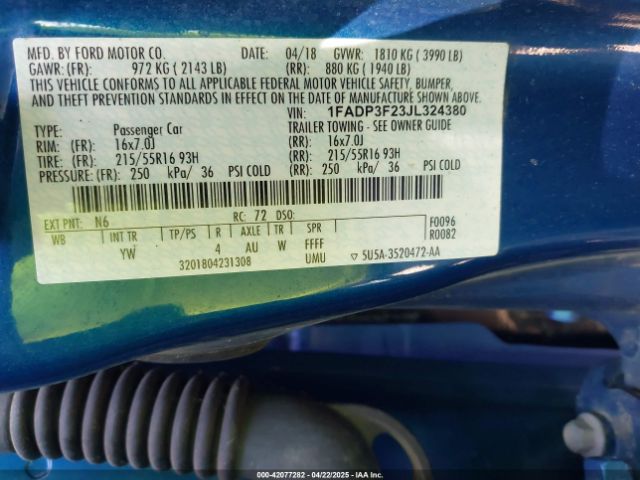 MFD. BY FORD MOTOR CO. DATE: 04/18 GVWR: 1810 KG ( 3990 LB)
GAWR: (FR): 972 KG ( 2143 LB) (RR): 880 KG ( 1940 LB)
THIS VEHICLE CONFORMS TO ALL APPLICABLE FEDERAL MOTOR VEHICLE SAFETY, BUMPER,
AND THEFT PREVENTION STANDARDS IN EFFECT ON THE DATE OF MANUFACTURE SHOWN ABOVE.
VIN: 1FADP3F23JL324380
TYPE: Passenger Car TRAILER TOWING - SEE OWNER GUIDE
RIM: (FR): 16x7.0J (RR): 16x7.0J
TIRE: (FR): 215/55R16 93H (RR): 215/55R16 93H
PRESSURE: (FR): 250 kPa/ 36 PSI COLD (RR): 250 kPa/ 36 PSI COLD
EXT PNT: N6 RC: 72 DSO: F0096
WB INT TR TP/PS R AXLE TR SPR R0082
YW 4 AU W FFFF
3201804231308 UMU ▽ 5U5A-3520472-AA
000-42077282 - 04/22/2025 - IAA Corp.